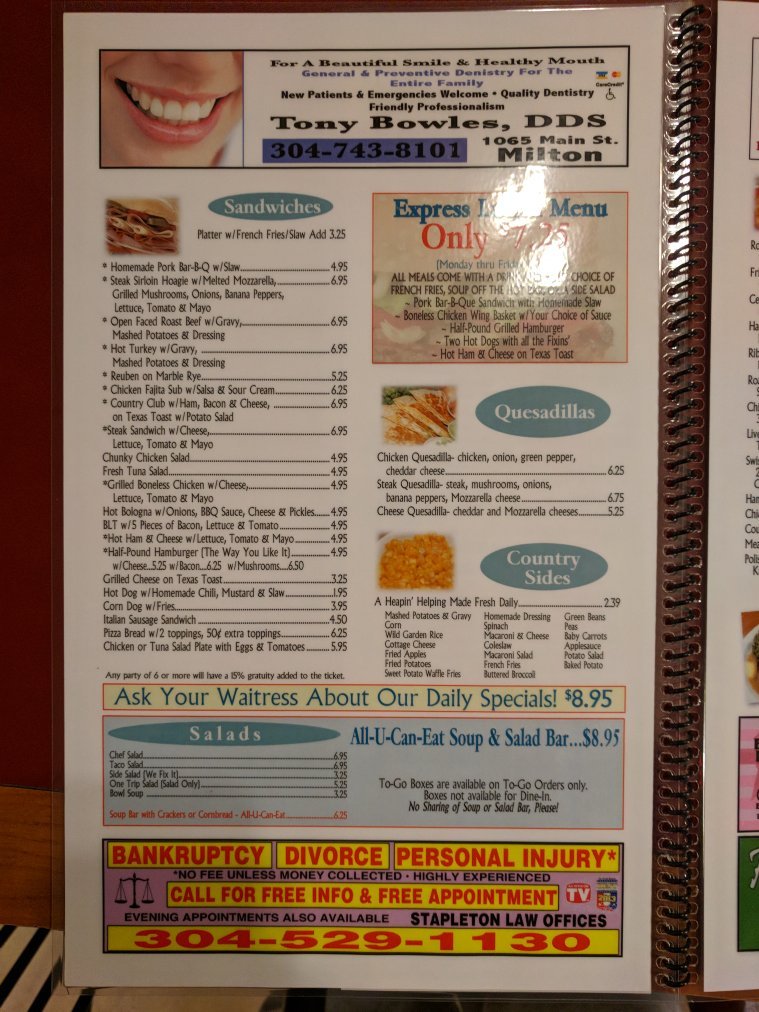 For A Beautiful Smile & Healthy Mouth
General & Preventive Denistry For The
Entire Family
New Patients & Emergencies Welcome • Quality Dentistry
CareCredit
Friendly Professionalism
Tony Bowles, DDS
304-743-8101
1065 Main St.
Milton
Sandwiches
Platter w/French Fries/Slaw Add 3.25
* Homemade Pork Bar-B-Q w/Slaw 4.95
* Steak Sirloin Hoagie w/Melted Mozzarella, 6.95
Grilled Mushrooms, Onions, Banana Peppers,
Lettuce, Tomato & Mayo
* Open Faced Roast Beef w/Gravy, 6.95
Mashed Potatoes & Dressing
* Hot Turkey w/Gravy, 6.95
Mashed Potatoes & Dressing
* Reuben on Marble Rye 5.25
* Chicken Fajita Sub w/Salsa & Sour Cream 6.25
* Country Club w/Ham, Bacon & Cheese, 6.95
on Texas Toast w/Potato Salad
*Steak Sandwich w/Cheese, 6.95
Lettuce, Tomato & Mayo
Chunky Chicken Salad 4.95
Fresh Tuna Salad 4.95
*Grilled Boneless Chicken w/Cheese, 4.95
Lettuce, Tomato & Mayo
Hot Bologna w/Onions, BBQ Sauce, Cheese & Pickles 4.95
BLT w/5 Pieces of Bacon, Lettuce & Tomato 4.95
*Hot Ham & Cheese w/Lettuce, Tomato & Mayo 4.95
*Half-Pound Hamburger (The Way You Like It) 4.95
w/Cheese...5.25 w/Bacon...6.25 w/Mushrooms...6.50
Grilled Cheese on Texas Toast 3.25
Hot Dog w/Homemade Chili, Mustard & Slaw 1.95
Corn Dog w/Fries 3.95
Italian Sausage Sandwich 4.50
Pizza Bread w/2 toppings, 50¢ extra toppings 6.25
Chicken or Tuna Salad Plate with Eggs & Tomatoes 5.95
Any party of 6 or more will have a 15% gratuity added to the ticket.
Express Menu
Only $7.25
(Monday thru
ALL MEALS COME WITH A CHOICE OF
FRENCH FRIES, SOUP OFF THE A SIDE SALAD
~ Pork Bar-B-Que Sandwich with Homemade Slaw
~ Boneless Chicken Wing Basket w/Your Choice of Sauce
~ Half-Pound Grilled Hamburger
~ Two Hot Dogs with all the Fixins'
~ Hot Ham & Cheese on Texas Toast
Quesadillas
Chicken Quesadilla- chicken, onion, green pepper,
cheddar cheese 6.25
Steak Quesadilla- steak, mushrooms, onions,
banana peppers, Mozzarella cheese 6.75
Cheese Quesadilla- cheddar and Mozzarella cheeses 5.25
Country
Sides
A Heapin' Helping Made Fresh Daily 2.39
Mashed Potatoes & Gravy
Corn
Wild Garden Rice
Cottage Cheese
Fried Apples
Fried Potatoes
Sweet Potato Waffle Fries
Homemade Dressing
Spinach
Macaroni & Cheese
Coleslaw
Macaroni Salad
French Fries
Buttered Broccoli
Green Beans
Peas
Baby Carrots
Applesauce
Potato Salad
Baked Potato
Ask Your Waitress About Our Daily Specials! $8.95
Salads
Chef Salad 6.95
Taco Salad 6.95
Side Salad (We Fix It) 3.25
One Trip Salad (Salad Only) 5.25
Bowl Soup 3.25
Soup Bar with Crackers or Cornbread - All-U-Can-Eat 6.25
All-U-Can-Eat Soup & Salad Bar...$8.95
To-Go Boxes are available on To-Go Orders only.
Boxes not available for Dine-In.
No Sharing of Soup or Salad Bar, Please!
BANKRUPTCY DIVORCE PERSONAL INJURY*
*NO FEE UNLESS MONEY COLLECTED • HIGHLY EXPERIENCED
CALL FOR FREE INFO & FREE APPOINTMENT
TV
EVENING APPOINTMENTS ALSO AVAILABLE STAPLETON LAW OFFICES
304-529-1130